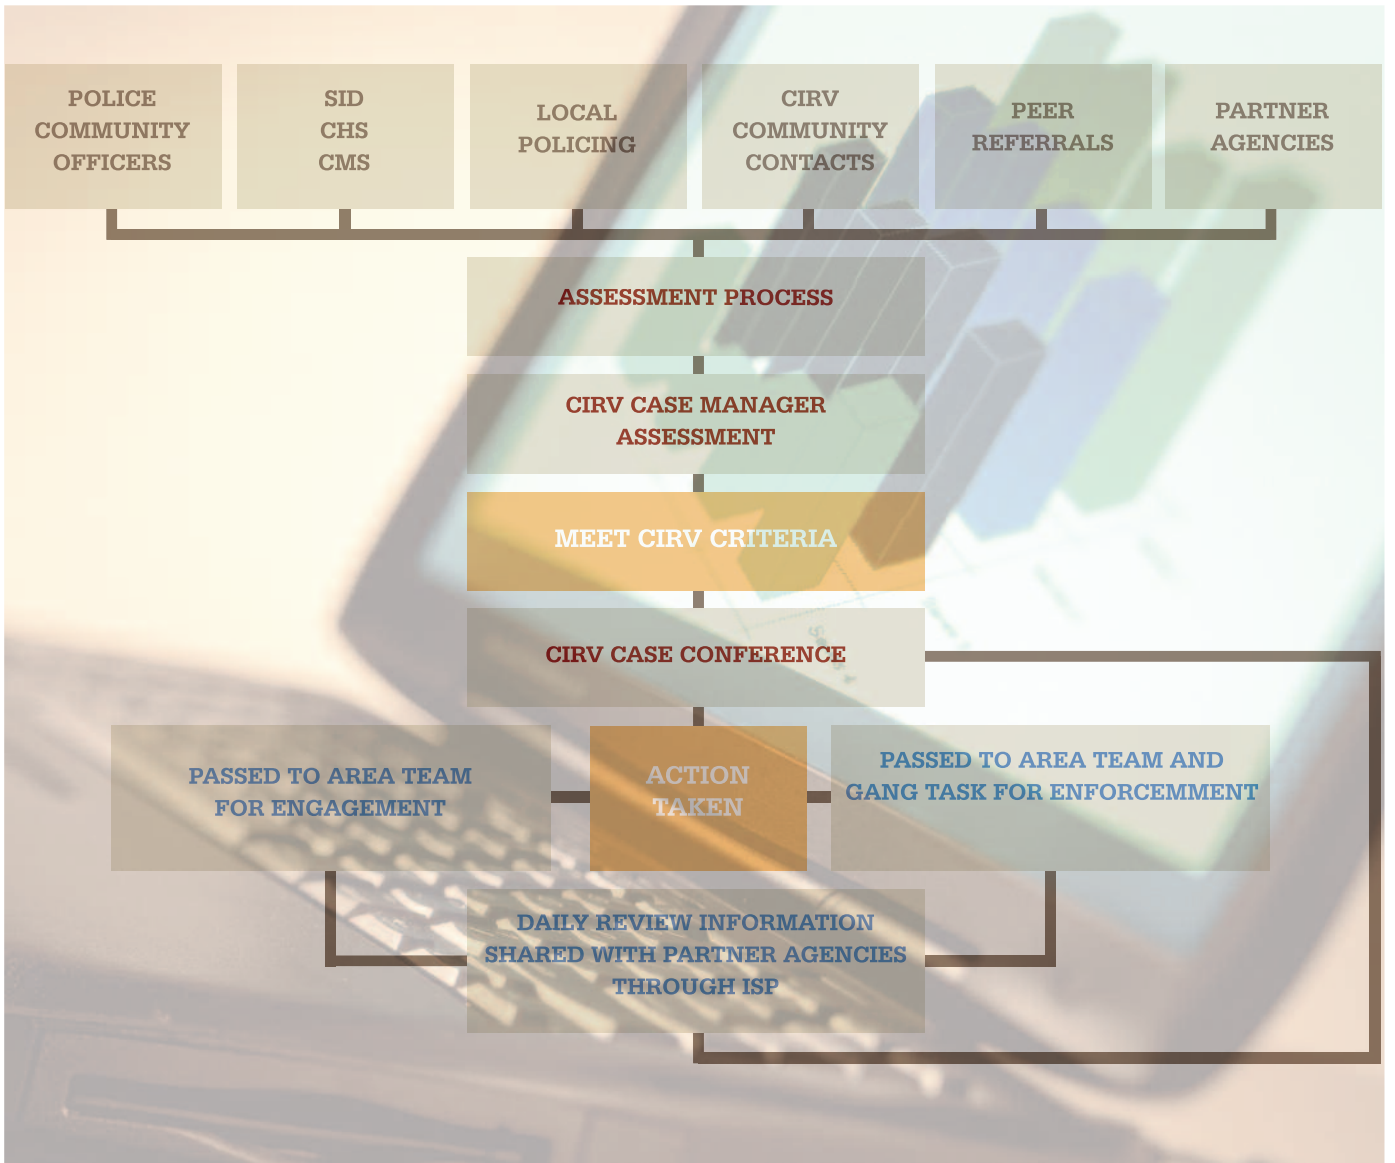 POLICE
COMMUNITY
OFFICERS
SID
CHS
CMS
LOCAL
POLICING
CIRV
COMMUNITY
CONTACTS
PEER
REFERRALS
PARTNER
AGENCIES
ASSESSMENT PROCESS
CIRV CASE MANAGER
ASSESSMENT
MEET CIRV CRITERIA
CIRV CASE CONFERENCE
PASSED TO AREA TEAM
FOR ENGAGEMENT
ACTION
TAKEN
PASSED TO AREA TEAM AND
GANG TASK FOR ENFORCEMMENT
DAILY REVIEW INFORMATION
SHARED WITH PARTNER AGENCIES
THROUGH ISP